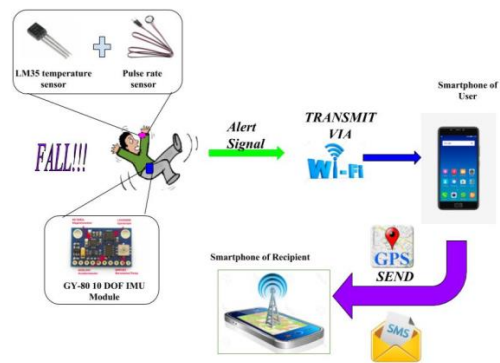 LM35 temperature
sensor
Pulse rate
sensor
FALL!!!
Alert
Signal
TRANSMIT
VIA
Wi-Fi
Smartphone of
User
GY-80 10 DOF IMU
Module
Smartphone of Recipient
GPS
SEND
SMS